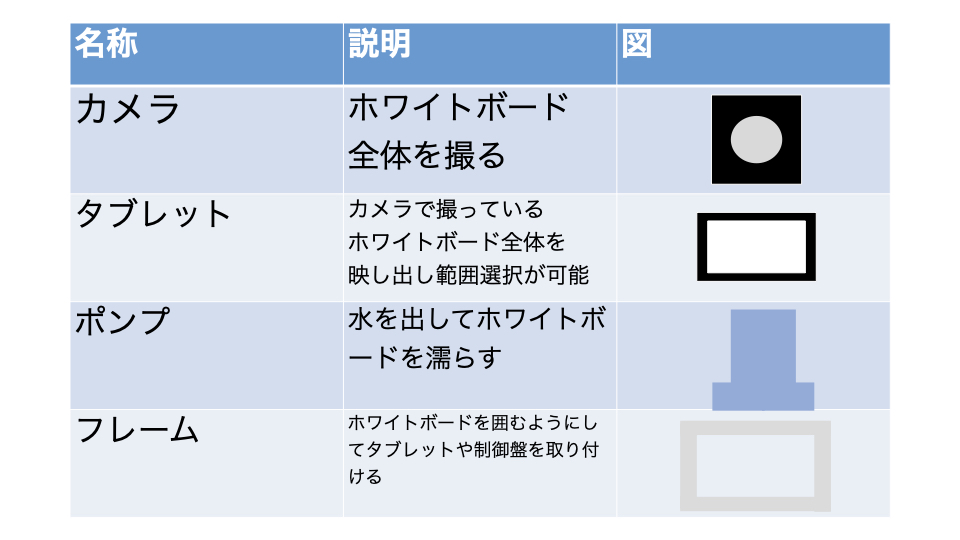 名称
説明
図
カメラ
ホワイトボード
全体を撮る
タブレット
カメラで撮っている
ホワイトボード全体を
映し出し範囲選択が可能
ポンプ
水を出してホワイトボ
ードを濡らす
フレーム
ホワイトボードを囲むようにし
てタブレットや制御盤を取り付
ける